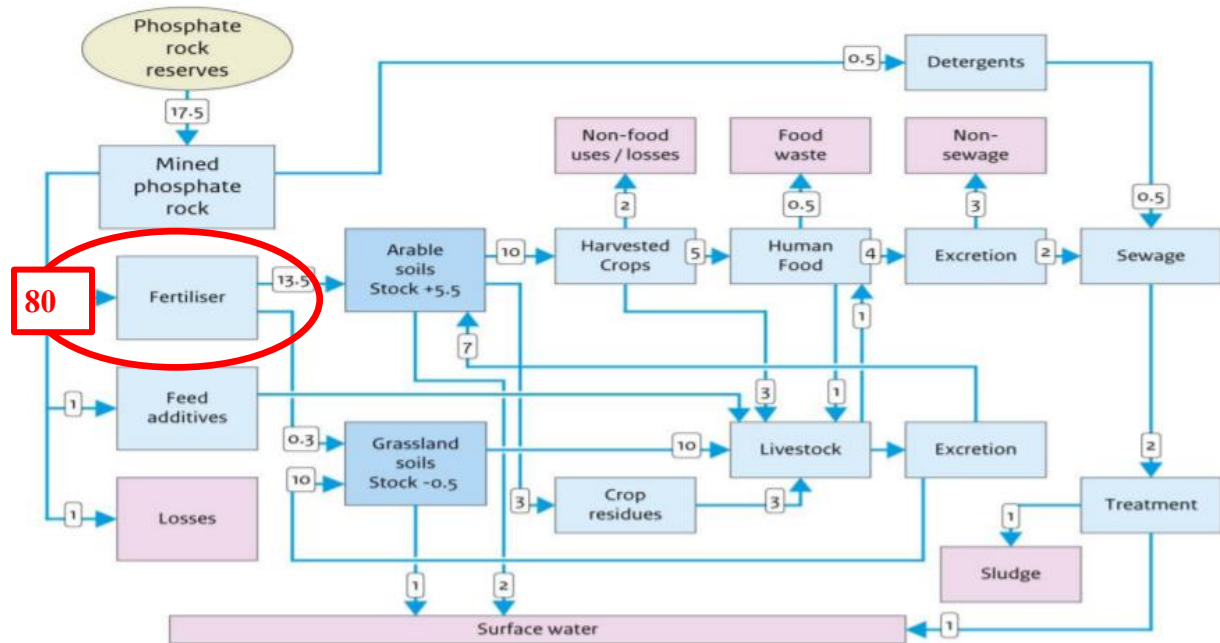 Phosphate
rock
reserves
17.5
Mined
phosphate
rock
0.5
Detergents
Non-food
uses / losses
Food
waste
Non-
sewage
2
0.5
3
0.5
80
Fertiliser
13.5
Arable
soils
Stock +5.5
10
Harvested
Crops
5
Human
Food
4
Excretion
2
Sewage
7
1
1
Feed
additives
0.3
3
1
10
Grassland
soils
Stock -0.5
10
Livestock
Excretion
2
1
Losses
3
Crop
residues
3
1
Treatment
Sludge
1
2
Surface water
1